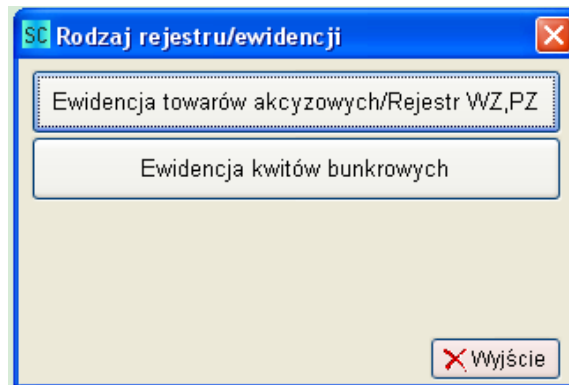 SC Rodzaj rejestru/ewidencji
Ewidencja towarów akcyzowych/Rejestr WZ,PZ
Ewidencja kwitów bunkrowych
Wyjście